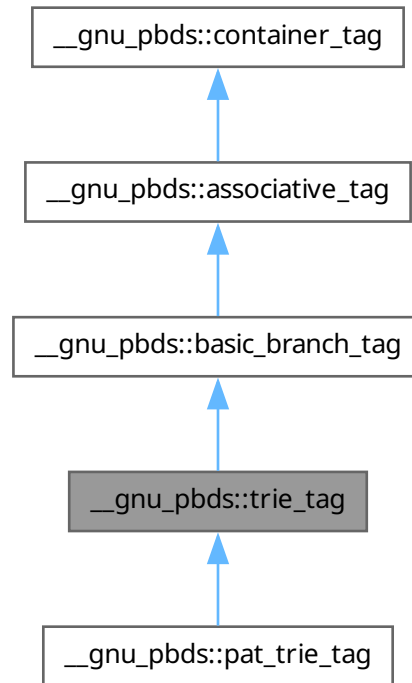 __gnu_pbds::container_tag
__gnu_pbds::associative_tag
__gnu_pbds::basic_branch_tag
__gnu_pbds::trie_tag
__gnu_pbds::pat_trie_tag